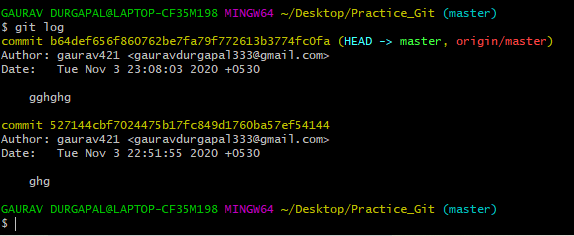 GAURAV DURGAPAL@LAPTOP-CF35M198 MINGW64 ~/Desktop/Practice_Git (master)
$ git log
commit b64def656f860762be7fa79f772613b3774fc0fa (HEAD -> master, origin/master)
Author: gaurav421 <gauravdurgapal333@gmail.com>
Date:   Tue Nov 3 23:08:03 2020 +0530
gghghg
commit 527144cbf7024475b17fc849d1760ba57ef54144
Author: gaurav421 <gauravdurgapal333@gmail.com>
Date:   Tue Nov 3 22:51:55 2020 +0530
ghg
GAURAV DURGAPAL@LAPTOP-CF35M198 MINGW64 ~/Desktop/Practice_Git (master)
$